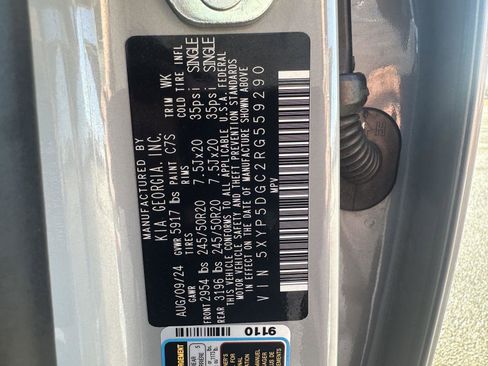 MANUFACTURED BY
KIA GEORGIA, INC.
AUG/09/24 GVWR 5917 lbs PAINT C7S TRIM WK
GAWR TIRES RIMS COLD TIRE INFL
FRONT 2954 lbs 245/50R20 7.5Jx20 35psi SINGLE
REAR 3196 lbs 245/50R20 7.5Jx20 35psi SINGLE
THIS VEHICLE CONFORMS TO ALL APPLICABLE U.S.A. FEDERAL
MOTOR VEHICLE SAFETY AND THEFT PREVENTION STANDARDS
IN EFFECT ON THE DATE OF MANUFACTURE SHOWN ABOVE
VIN 5XYP5DGC2RG559290
MPV
9110